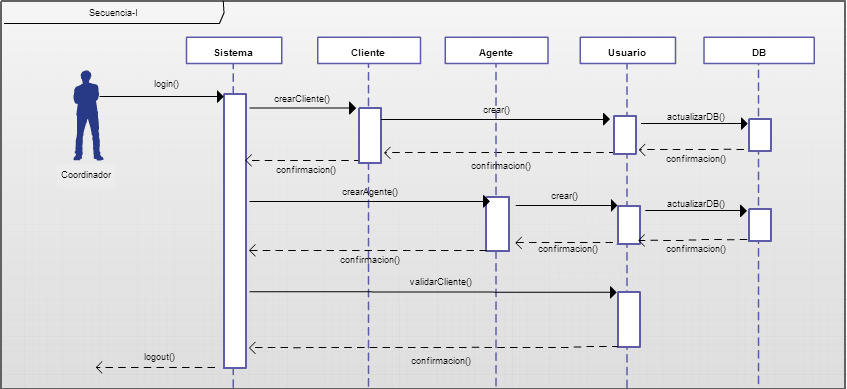 Secuencia-I
Sistema
Cliente
Agente
Usuario
DB
login()
crearCliente()
crear()
actualizarDB()
confirmacion()
confirmacion()
confirmacion()
Coordinador
crearAgente()
crear()
actualizarDB()
confirmacion()
confirmacion()
confirmacion()
validarCliente()
confirmacion()
logout()